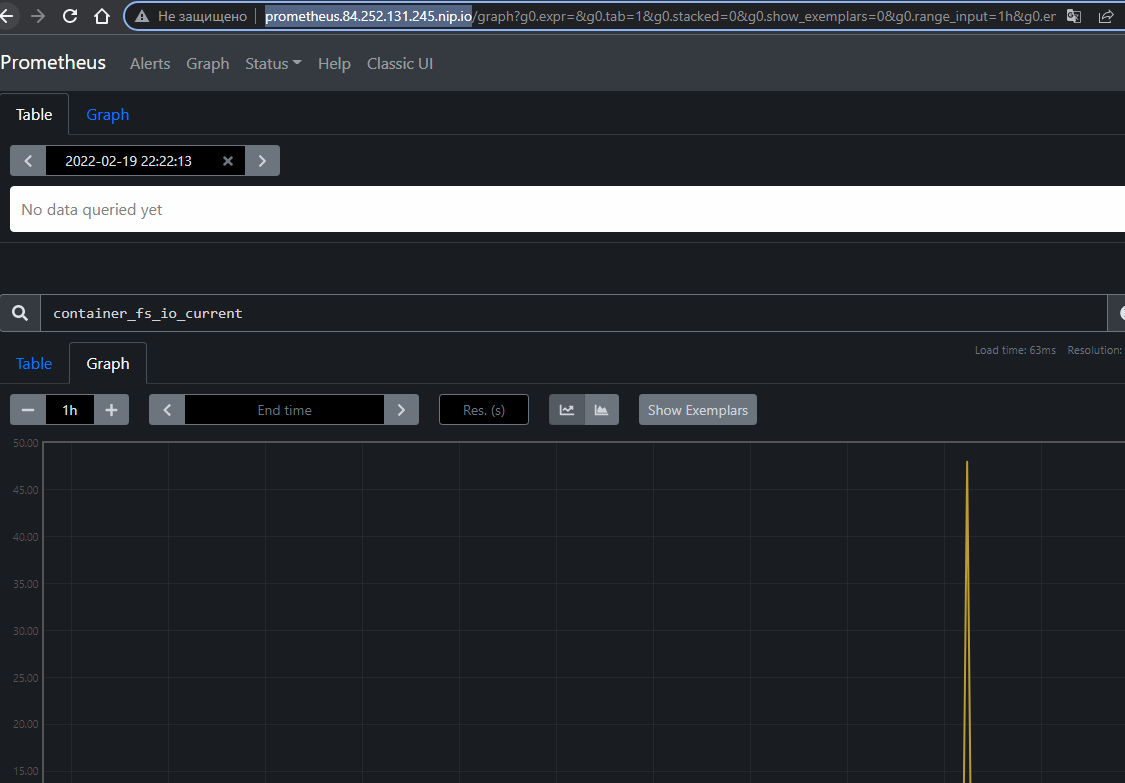 Не защищено prometheus.84.252.131.245.nip.io/graph?g0.expr=&g0.tab=1&g0.stacked=0&g0.show_exemplars=0&g0.range_input=1h&g0.er
Prometheus Alerts Graph Status Help Classic UI
Table Graph
2022-02-19 22:22:13
No data queried yet
container_fs_io_current
Load time: 63ms Resolution:
Table Graph
1h End time Res. (s) Show Exemplars
50.00
45.00
40.00
35.00
30.00
25.00
20.00
15.00